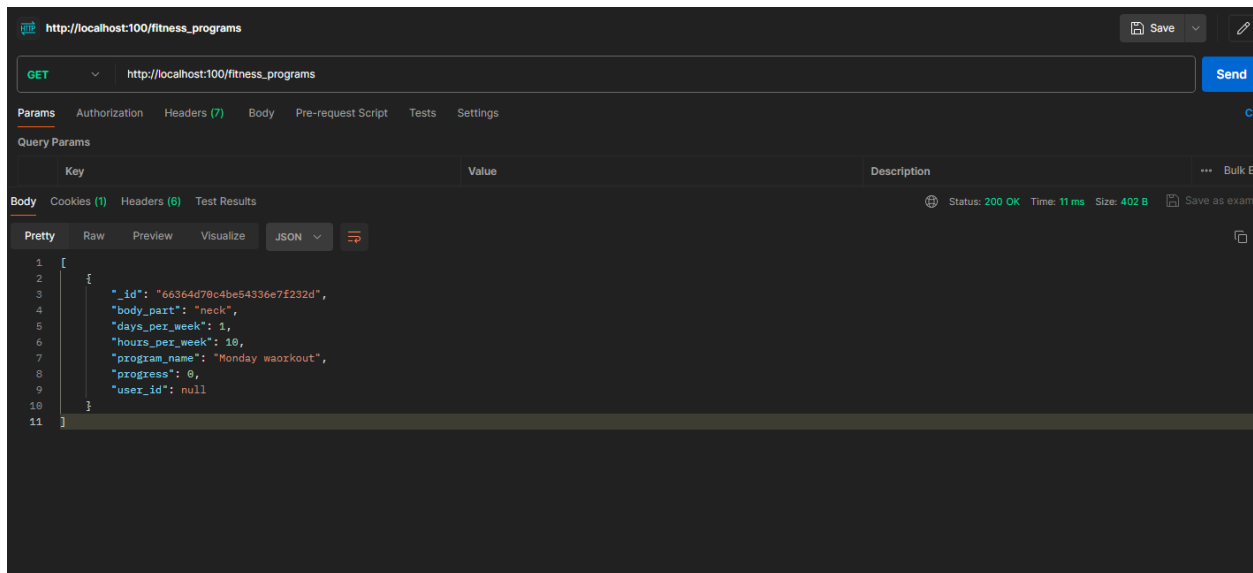 HTTP http://localhost:100/fitness_programs Save
GET http://localhost:100/fitness_programs Send
Params Authorization Headers (7) Body Pre-request Script Tests Settings C
Query Params
Key Value Description ••• Bulk E
Body Cookies (1) Headers (6) Test Results Status: 200 OK Time: 11 ms Size: 402 B Save as exam
Pretty Raw Preview Visualize JSON
1 [
2 {
3 "_id": "66364d70c4be54336e7f232d",
4 "body_part": "neck",
5 "days_per_week": 1,
6 "hours_per_week": 10,
7 "program_name": "Monday waorkout",
8 "progress": 0,
9 "user_id": null
10 }
11 ]